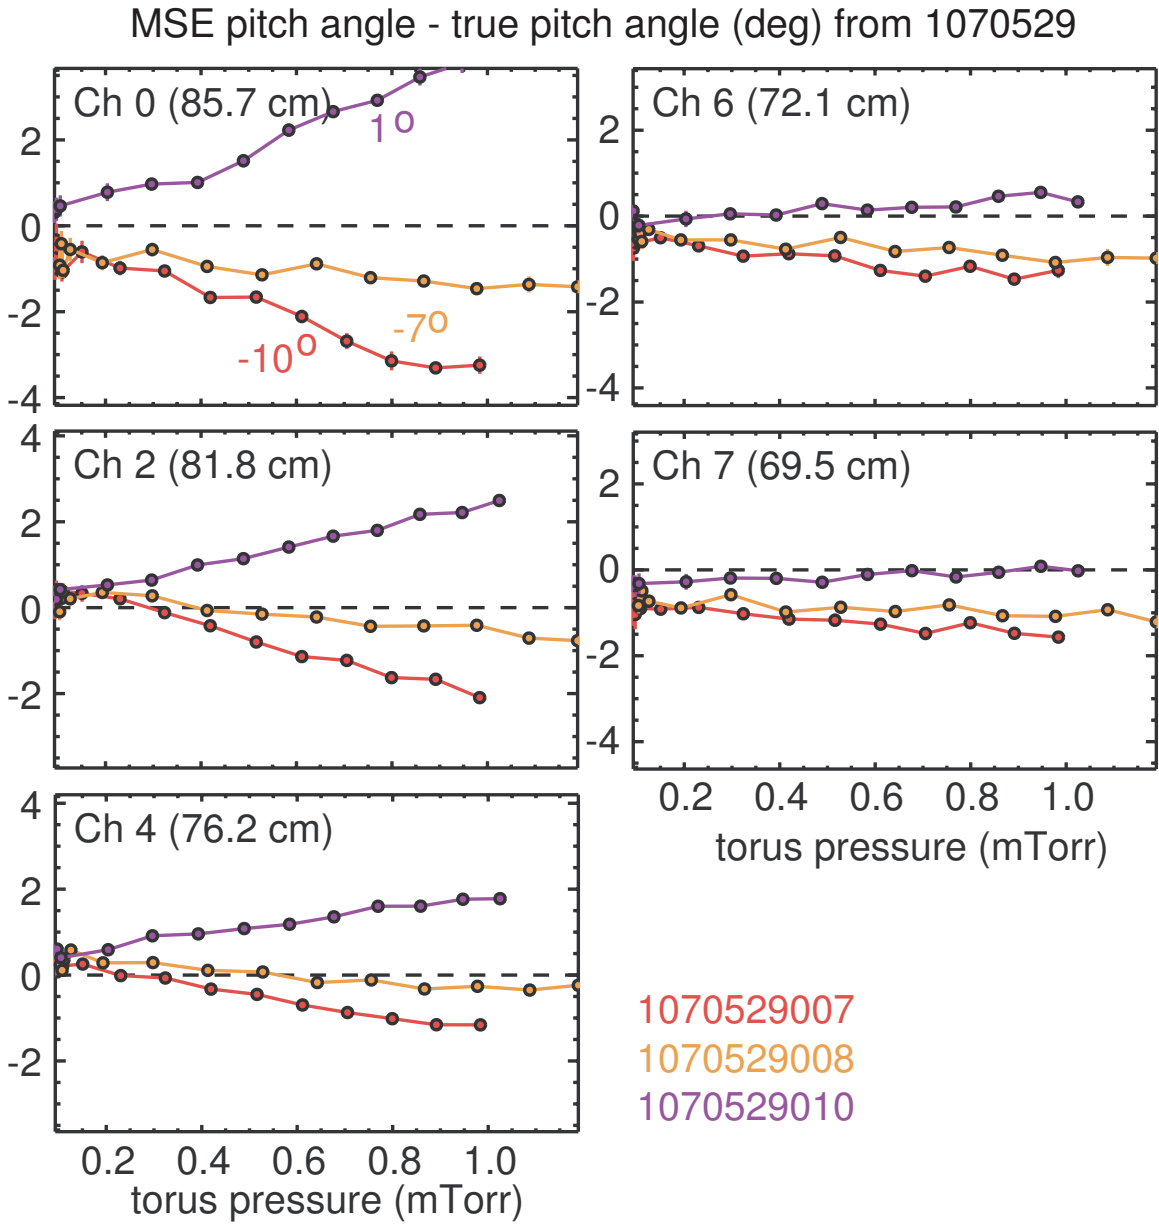 MSE pitch angle - true pitch angle (deg) from 1070529
Ch 0 (85.7 cm)
1o
-7o
-10o
2
0
-2
-4
Ch 6 (72.1 cm)
2
0
-2
-4
Ch 2 (81.8 cm)
4
2
0
-2
Ch 7 (69.5 cm)
2
0
-2
-4
0.2 0.4 0.6 0.8 1.0
torus pressure (mTorr)
Ch 4 (76.2 cm)
4
2
0
-2
0.2 0.4 0.6 0.8 1.0
torus pressure (mTorr)
1070529007
1070529008
1070529010